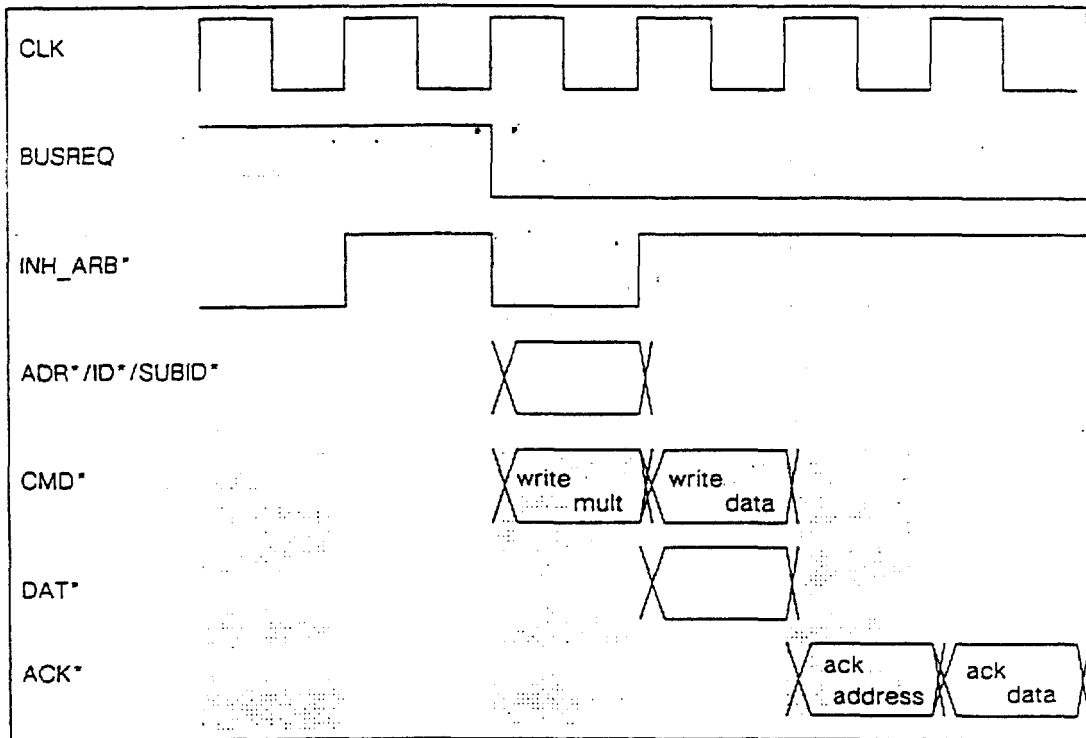 CLK
BUSREQ
INH_ARB*
ADR*/ID*/SUBID*
CMD*
write
mult
write
data
DAT*
ACK*
ack
address
ack
data